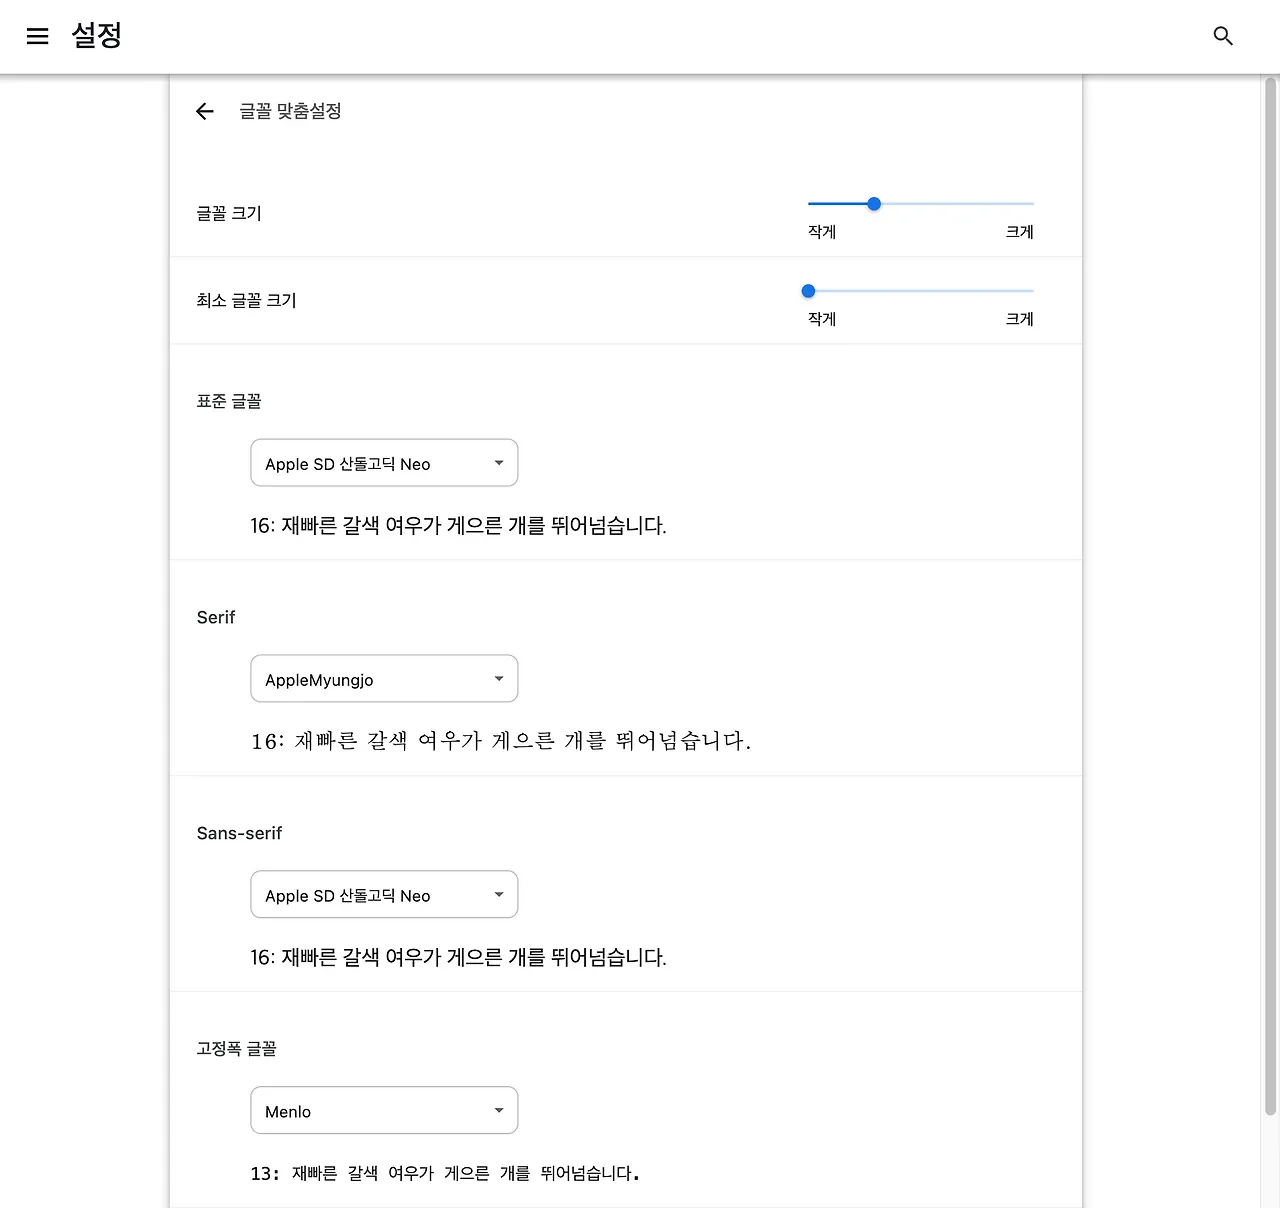 설정
글꼴 맞춤설정
글꼴 크기
작게 크게
최소 글꼴 크기
작게 크게
표준 글꼴
Apple SD 산돌고딕 Neo
16: 재빠른 갈색 여우가 게으른 개를 뛰어넘습니다.
Serif
AppleMyungjo
16: 재빠른 갈색 여우가 게으른 개를 뛰어넘습니다.
Sans-serif
Apple SD 산돌고딕 Neo
16: 재빠른 갈색 여우가 게으른 개를 뛰어넘습니다.
고정폭 글꼴
Menlo
13: 재빠른 갈색 여우가 게으른 개를 뛰어넘습니다.